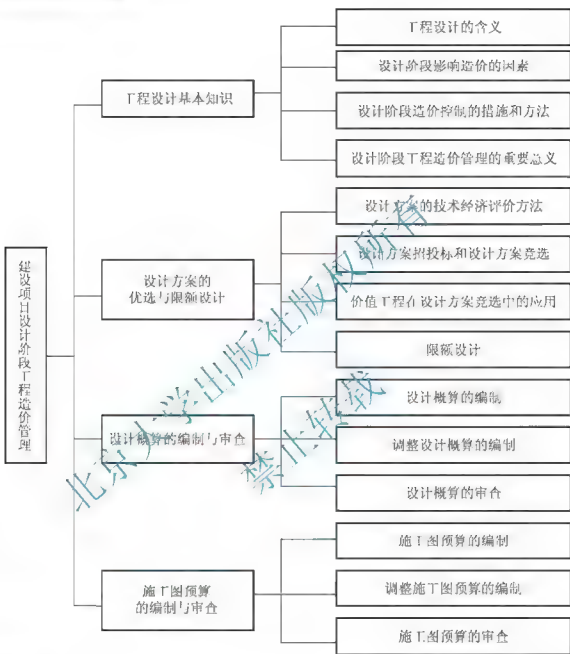 建设项目设计阶段工程造价管理
工程设计基本知识
工程设计的含义
设计阶段影响造价的因素
设计阶段造价控制的措施和方法
设计阶段工程造价管理的重要意义
设计方案的
优选与限额设计
设计方案的技术经济评价方法
设计方案招投标和设计方案竞选
价值工程在设计方案竞选中的应用
限额设计
设计概算的编制与审查
设计概算的编制
调整设计概算的编制
设计概算的审查
施工图预算
的编制与审查
施工图预算的编制
调整施工图预算的编制
施工图预算的审查
北京大学出版社版权所有
禁止转载